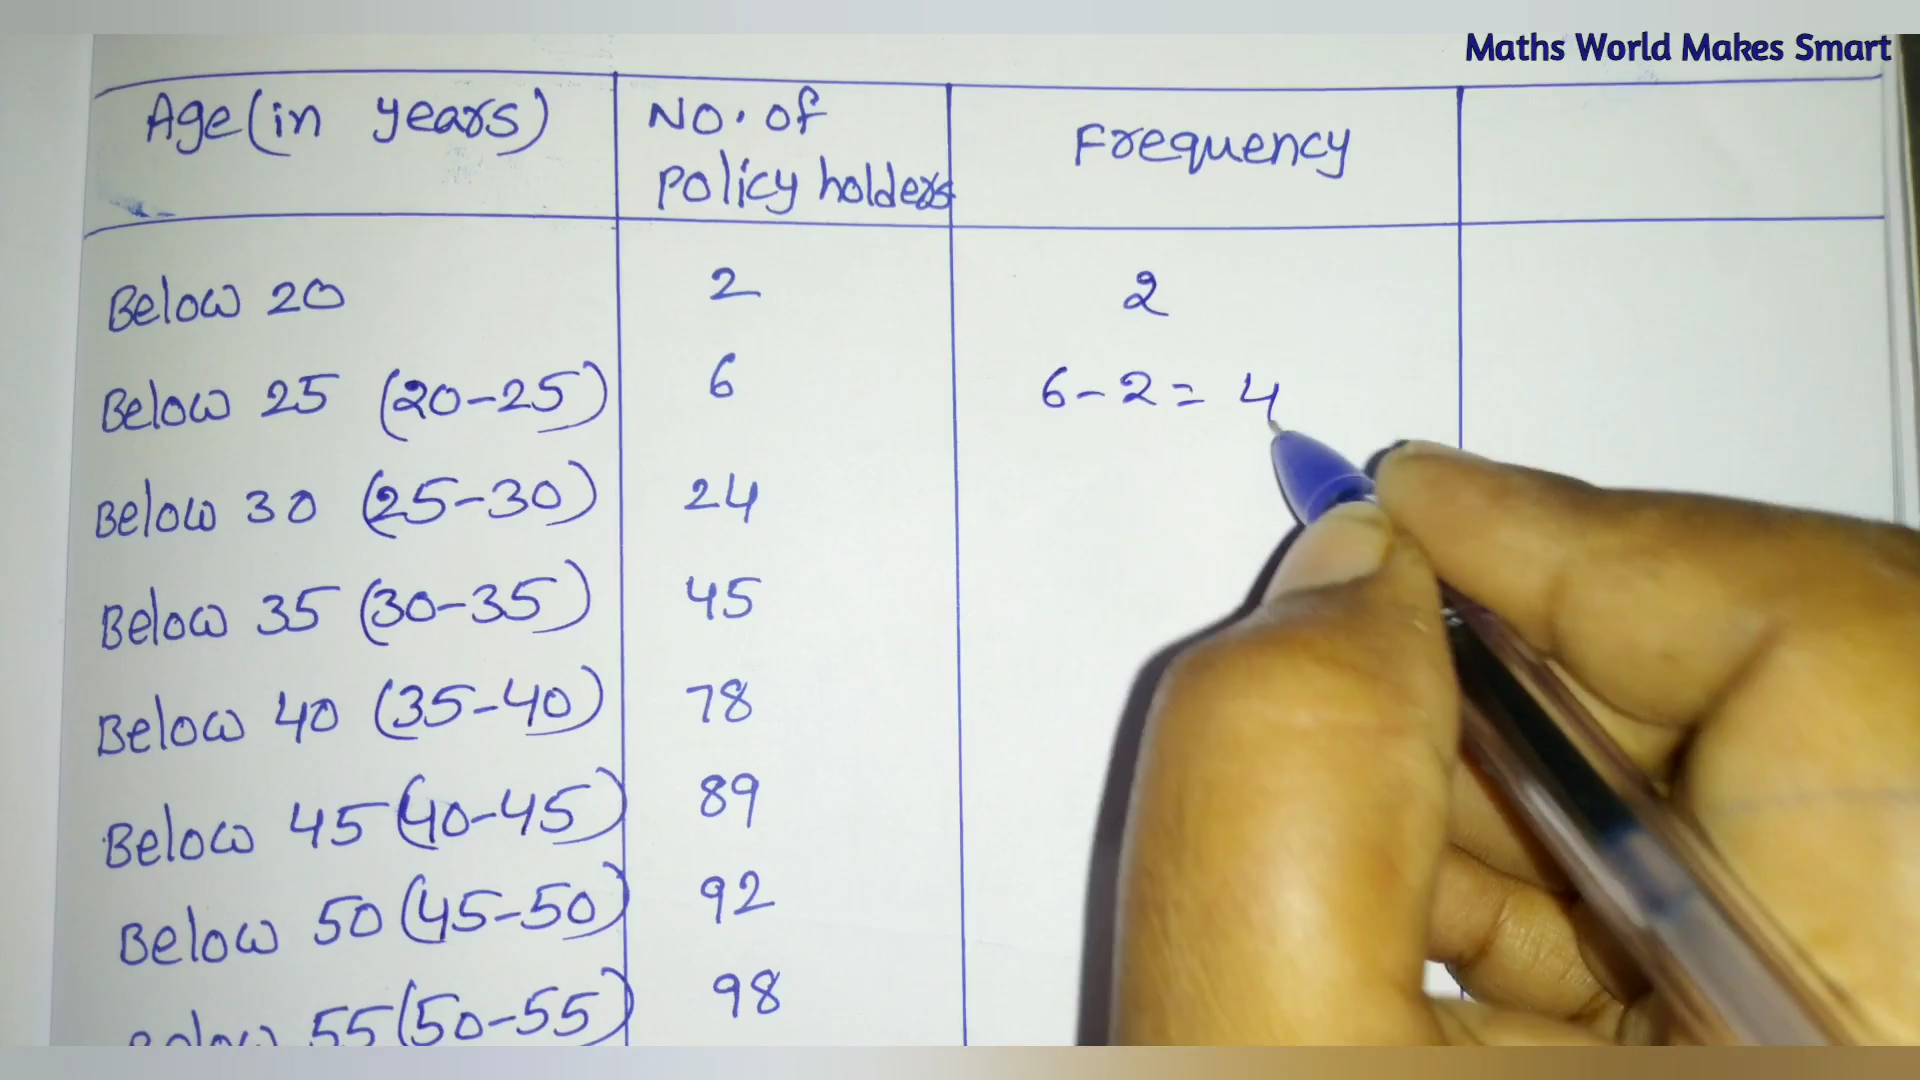 Maths World Makes Smart
Age (in years) No. of policy holders Frequency
Below 20 2 2
Below 25 (20-25) 6 6-2= 4
Below 30 (25-30) 24
Below 35 (30-35) 45
Below 40 (35-40) 78
Below 45 (40-45) 89
Below 50 (45-50) 92
Below 55 (50-55) 98